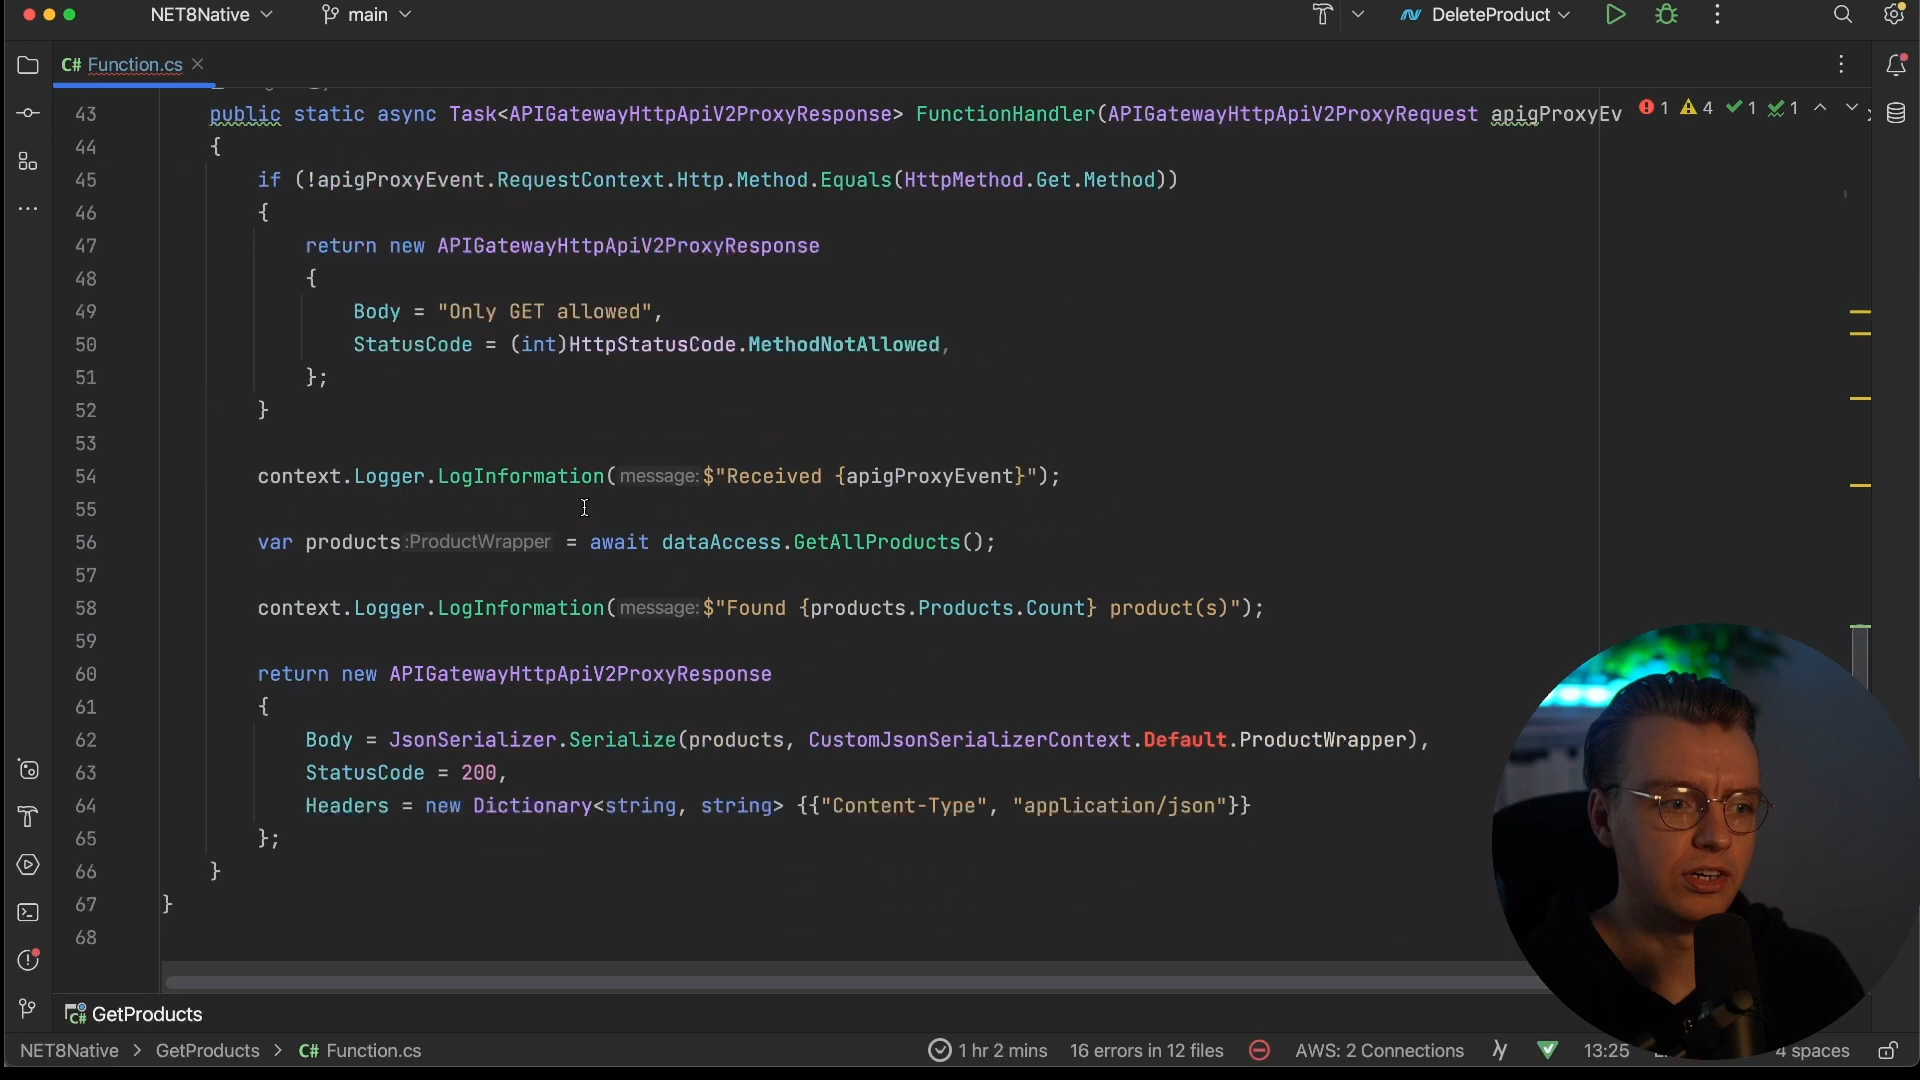 NET8Native main DeleteProduct
C# Function.cs
43 public static async Task<APIGatewayHttpApiV2ProxyResponse> FunctionHandler(APIGatewayHttpApiV2ProxyRequest apigProxyEv 1 4 1 1
44 {
45 if (!apigProxyEvent.RequestContext.Http.Method.Equals(HttpMethod.Get.Method))
46 {
47 return new APIGatewayHttpApiV2ProxyResponse
48 {
49 Body = "Only GET allowed",
50 StatusCode = (int)HttpStatusCode.MethodNotAllowed,
51 };
52 }
53
54 context.Logger.LogInformation( message: $"Received {apigProxyEvent}");
55
56 var products :ProductWrapper = await dataAccess.GetAllProducts();
57
58 context.Logger.LogInformation( message: $"Found {products.Products.Count} product(s)");
59
60 return new APIGatewayHttpApiV2ProxyResponse
61 {
62 Body = JsonSerializer.Serialize(products, CustomJsonSerializerContext.Default.ProductWrapper),
63 StatusCode = 200,
64 Headers = new Dictionary<string, string> {{"Content-Type", "application/json"}}
65 };
66 }
67 }
68
C# GetProducts
NET8Native > GetProducts > C# Function.cs 1 hr 2 mins 16 errors in 12 files AWS: 2 Connections 13:25 4 spaces